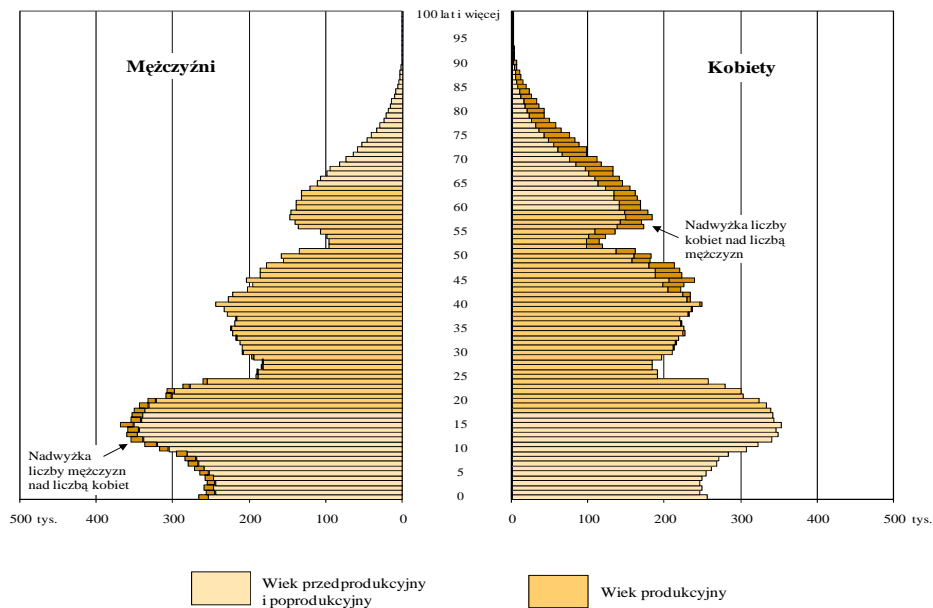 100 lat i więcej
95
90
85
80
75
70
65
60
55
50
45
40
35
30
25
20
15
10
5
0
Mężczyźni
Kobiety
Nadwyżka liczby
kobiet nad liczbą
mężczyzn
Nadwyżka
liczby mężczyzn
nad liczbą kobiet
500 tys. 400 300 200 100 0
0 100 200 300 400 500 tys.
Wiek przedprodukcyjny
i poprodukcyjny
Wiek produkcyjny